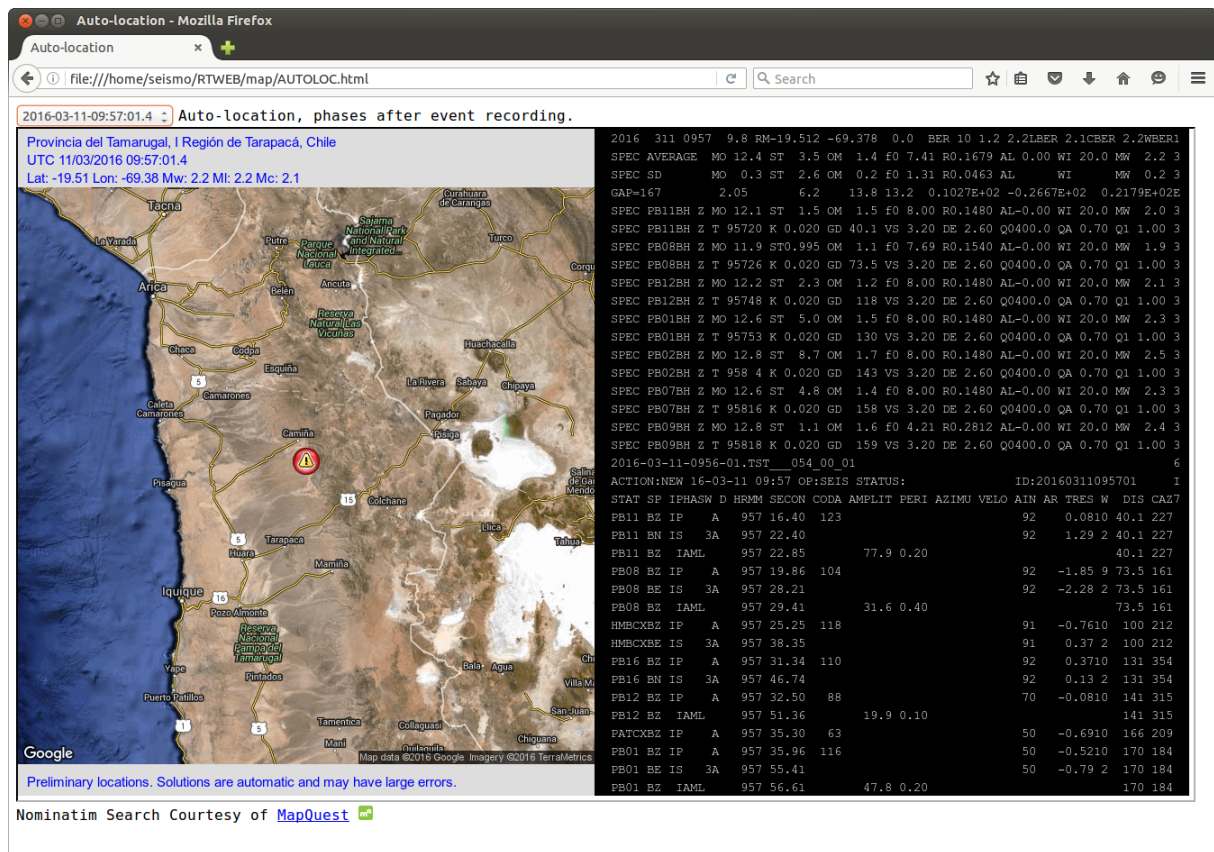 Auto-location - Mozilla Firefox
Auto-location
file:///home/seismo/RTWEB/map/AUTOLOC.html
Search
2016-03-11-09:57:01.4 Auto-location, phases after event recording.
Provincia del Tamarugal, I Región de Tarapacá, Chile
UTC 11/03/2016 09:57:01.4
Lat: -19.51 Lon: -69.38 Mw: 2.2 Ml: 2.2 Mc: 2.1
Tacna
Curahuara de Carangas
Sajama National Park and Natural Integrated...
La Yarada
Putre
Parque Nacional Lauca
Turco
Corqu
Arica
Belén
Ancuta
Reserva Natural Las Vicuñas
Chaca
Codpa
Huachacalla
Esquiña
5
La Rivera
Sabaya
Chipaya
Camarones
Caleta Camarones
Pagador
Camiña
Pisiga
Salina de Gar Mendo
Pisagua
15
Colchane
Llica
5
Tarapaca
Tahua
Huara
Mamiña
Iquique
16
Pozo Almonte
Reserva Nacional Pampa del Tamarugal
Bala
Agua
Ch
Yape
Pintados
Villa Ma
Puerto Patillos
San Juan
1
5
Tamentica
Collaguasi
Mani
Quilaquila
Chiguana
Google
Map data ©2016 Google Imagery ©2016 TerraMetrics
Preliminary locations. Solutions are automatic and may have large errors.
2016  311 0957  9.8 RM-19.512 -69.378  0.0  BER 10 1.2 2.2LBER 2.1CBER 2.2WBER1
SPEC AVERAGE  MO 12.4 ST  3.5 OM  1.4 f0 7.41 R0.1679 AL 0.00 WI 20.0 MW  2.2 3
SPEC SD       MO  0.3 ST  2.6 OM  0.2 f0 1.31 R0.0463 AL      WI      MW  0.2 3
GAP=167       2.05      6.2    13.8 13.2  0.1027E+02 -0.2667E+02  0.2179E+02E
SPEC PB11BH Z MO 12.1 ST  1.5 OM  1.5 f0 8.00 R0.1480 AL-0.00 WI 20.0 MW  2.0 3
SPEC PB11BH Z T 95720 K 0.020 GD 40.1 VS 3.20 DE 2.60 Q0400.0 QA 0.70 Q1 1.00 3
SPEC PB08BH Z MO 11.9 ST0.995 OM  1.1 f0 7.69 R0.1540 AL-0.00 WI 20.0 MW  1.9 3
SPEC PB08BH Z T 95726 K 0.020 GD 73.5 VS 3.20 DE 2.60 Q0400.0 QA 0.70 Q1 1.00 3
SPEC PB12BH Z MO 12.2 ST  2.3 OM  1.2 f0 8.00 R0.1480 AL-0.00 WI 20.0 MW  2.1 3
SPEC PB12BH Z T 95748 K 0.020 GD  118 VS 3.20 DE 2.60 Q0400.0 QA 0.70 Q1 1.00 3
SPEC PB01BH Z MO 12.6 ST  5.0 OM  1.5 f0 8.00 R0.1480 AL-0.00 WI 20.0 MW  2.3 3
SPEC PB01BH Z T 95753 K 0.020 GD  130 VS 3.20 DE 2.60 Q0400.0 QA 0.70 Q1 1.00 3
SPEC PB02BH Z MO 12.8 ST  8.7 OM  1.7 f0 8.00 R0.1480 AL-0.00 WI 20.0 MW  2.5 3
SPEC PB02BH Z T 958 4 K 0.020 GD  143 VS 3.20 DE 2.60 Q0400.0 QA 0.70 Q1 1.00 3
SPEC PB07BH Z MO 12.6 ST  4.8 OM  1.4 f0 8.00 R0.1480 AL-0.00 WI 20.0 MW  2.3 3
SPEC PB07BH Z T 95816 K 0.020 GD  158 VS 3.20 DE 2.60 Q0400.0 QA 0.70 Q1 1.00 3
SPEC PB09BH Z MO 12.8 ST  1.1 OM  1.6 f0 4.21 R0.2812 AL-0.00 WI 20.0 MW  2.4 3
SPEC PB09BH Z T 95818 K 0.020 GD  159 VS 3.20 DE 2.60 Q0400.0 QA 0.70 Q1 1.00 3
2016-03-11-0956-01.TST___054_00_01 6
ACTION:NEW 16-03-11 09:57 OP:SEIS STATUS:               ID:20160311095701     I
STAT SP IPHASW D HRMM SECON CODA AMPLIT PERI AZIMU VELO AIN AR TRES W  DIS CAZ7
PB11 BZ IP    A   957 16.40  123                         92    0.0810 40.1 227
PB11 BN IS   3A   957 22.40                              92    1.29 2 40.1 227
PB11 BZ  IAML     957 22.85       77.9 0.20                           40.1 227
PB08 BZ IP    A   957 19.86  104                         92   -1.85 9 73.5 161
PB08 BE IS   3A   957 28.21                              92   -2.28 2 73.5 161
PB08 BZ  IAML     957 29.41       31.6 0.40                           73.5 161
HMBCXBZ IP    A   957 25.25  118                         91   -0.7610  100 212
HMBCXBE IS   3A   957 38.35                              91    0.37 2  100 212
PB16 BZ IP    A   957 31.34  110                         92    0.3710  131 354
PB16 BN IS   3A   957 46.74                              92    0.13 2  131 354
PB12 BZ IP    A   957 32.50   88                         70   -0.0810  141 315
PB12 BZ  IAML     957 51.36       19.9 0.10                            141 315
PATCXBZ IP    A   957 35.30   63                         50   -0.6910  166 209
PB01 BZ IP    A   957 35.96  116                         50   -0.5210  170 184
PB01 BE IS   3A   957 55.41                              50   -0.79 2  170 184
PB01 BZ  IAML     957 56.61       47.8 0.20                            170 184
Nominatim Search Courtesy of MapQuest